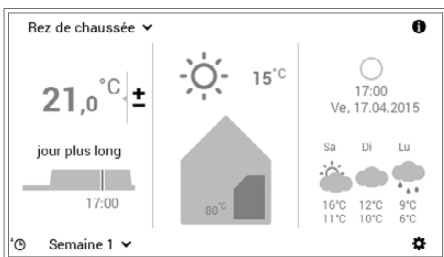 Rez de chaussée
21,0 °C ±
jour plus long
17:00
Semaine 1
15°C
00°C
17:00
Ve, 17.04.2015
Sa Di Lu
16°C 12°C 9°C
11°C 10°C 6°C